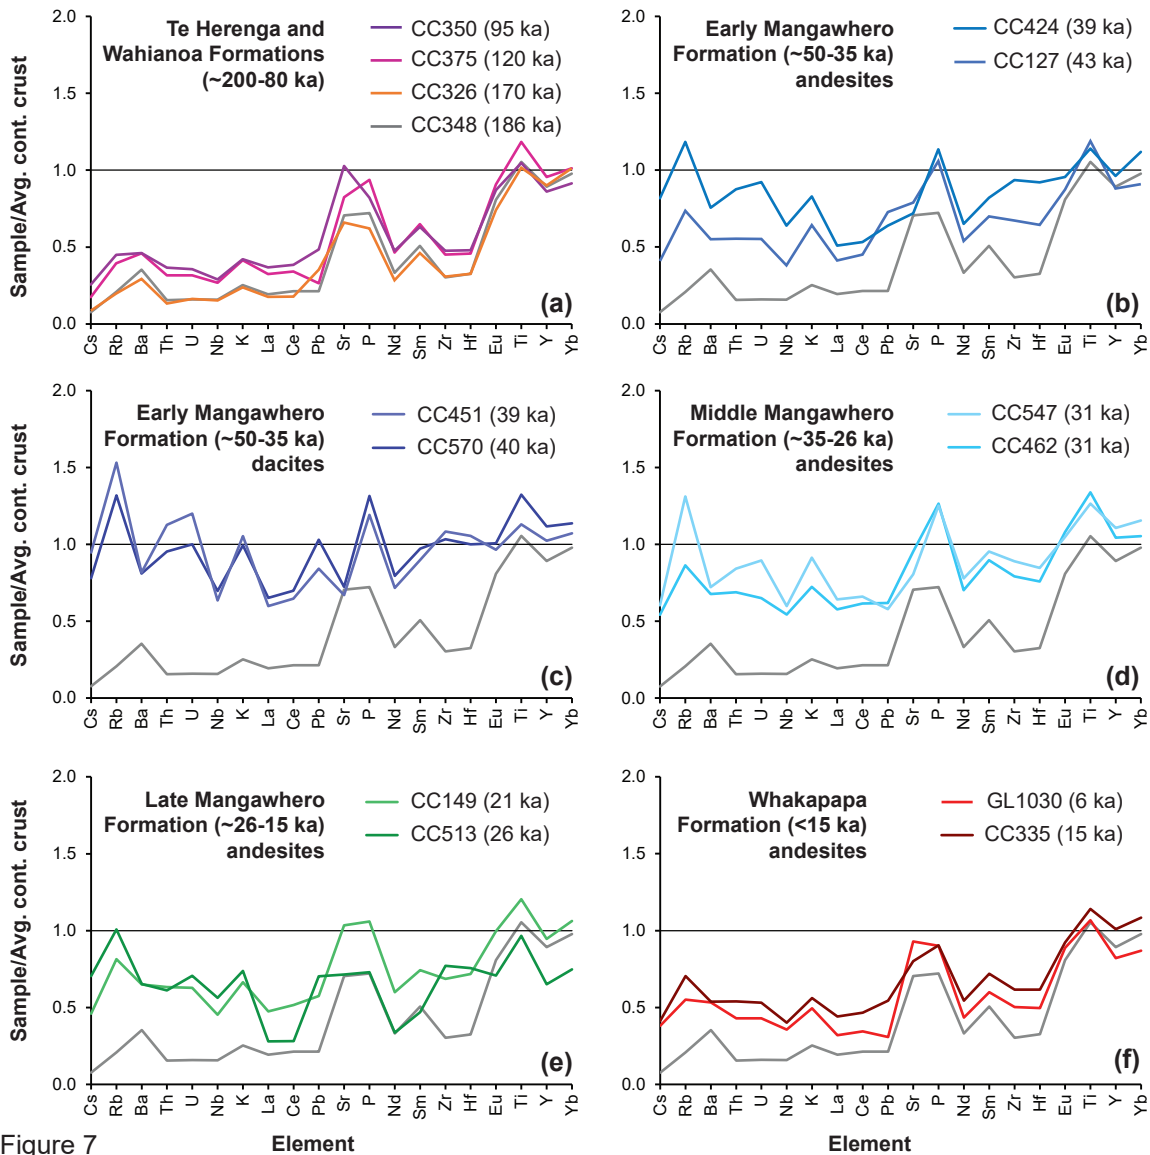 Te Herenga and
Wahianoa Formations
(~200-80 ka)
CC350 (95 ka)
CC375 (120 ka)
CC326 (170 ka)
CC348 (186 ka)
Sample/Avg. cont. crust
2.0
1.5
1.0
0.5
0.0
(a)
Cs Rb Ba Th U Nb K La Ce Pb Sr P Nd Sm Zr Hf Eu Ti Y Yb
Early Mangawhero
Formation (~50-35 ka)
andesites
CC424 (39 ka)
CC127 (43 ka)
2.0
1.5
1.0
0.5
0.0
(b)
Cs Rb Ba Th U Nb K La Ce Pb Sr P Nd Sm Zr Hf Eu Ti Y Yb
Early Mangawhero
Formation (~50-35 ka)
dacites
CC451 (39 ka)
CC570 (40 ka)
Sample/Avg. cont. crust
2.0
1.5
1.0
0.5
0.0
(c)
Cs Rb Ba Th U Nb K La Ce Pb Sr P Nd Sm Zr Hf Eu Ti Y Yb
Middle Mangawhero
Formation (~35-26 ka)
andesites
CC547 (31 ka)
CC462 (31 ka)
2.0
1.5
1.0
0.5
0.0
(d)
Cs Rb Ba Th U Nb K La Ce Pb Sr P Nd Sm Zr Hf Eu Ti Y Yb
Late Mangawhero
Formation (~26-15 ka)
andesites
CC149 (21 ka)
CC513 (26 ka)
Sample/Avg. cont. crust
2.0
1.5
1.0
0.5
0.0
(e)
Cs Rb Ba Th U Nb K La Ce Pb Sr P Nd Sm Zr Hf Eu Ti Y Yb
Element
Whakapapa
Formation (<15 ka)
andesites
GL1030 (6 ka)
CC335 (15 ka)
2.0
1.5
1.0
0.5
0.0
(f)
Cs Rb Ba Th U Nb K La Ce Pb Sr P Nd Sm Zr Hf Eu Ti Y Yb
Element
Figure 7